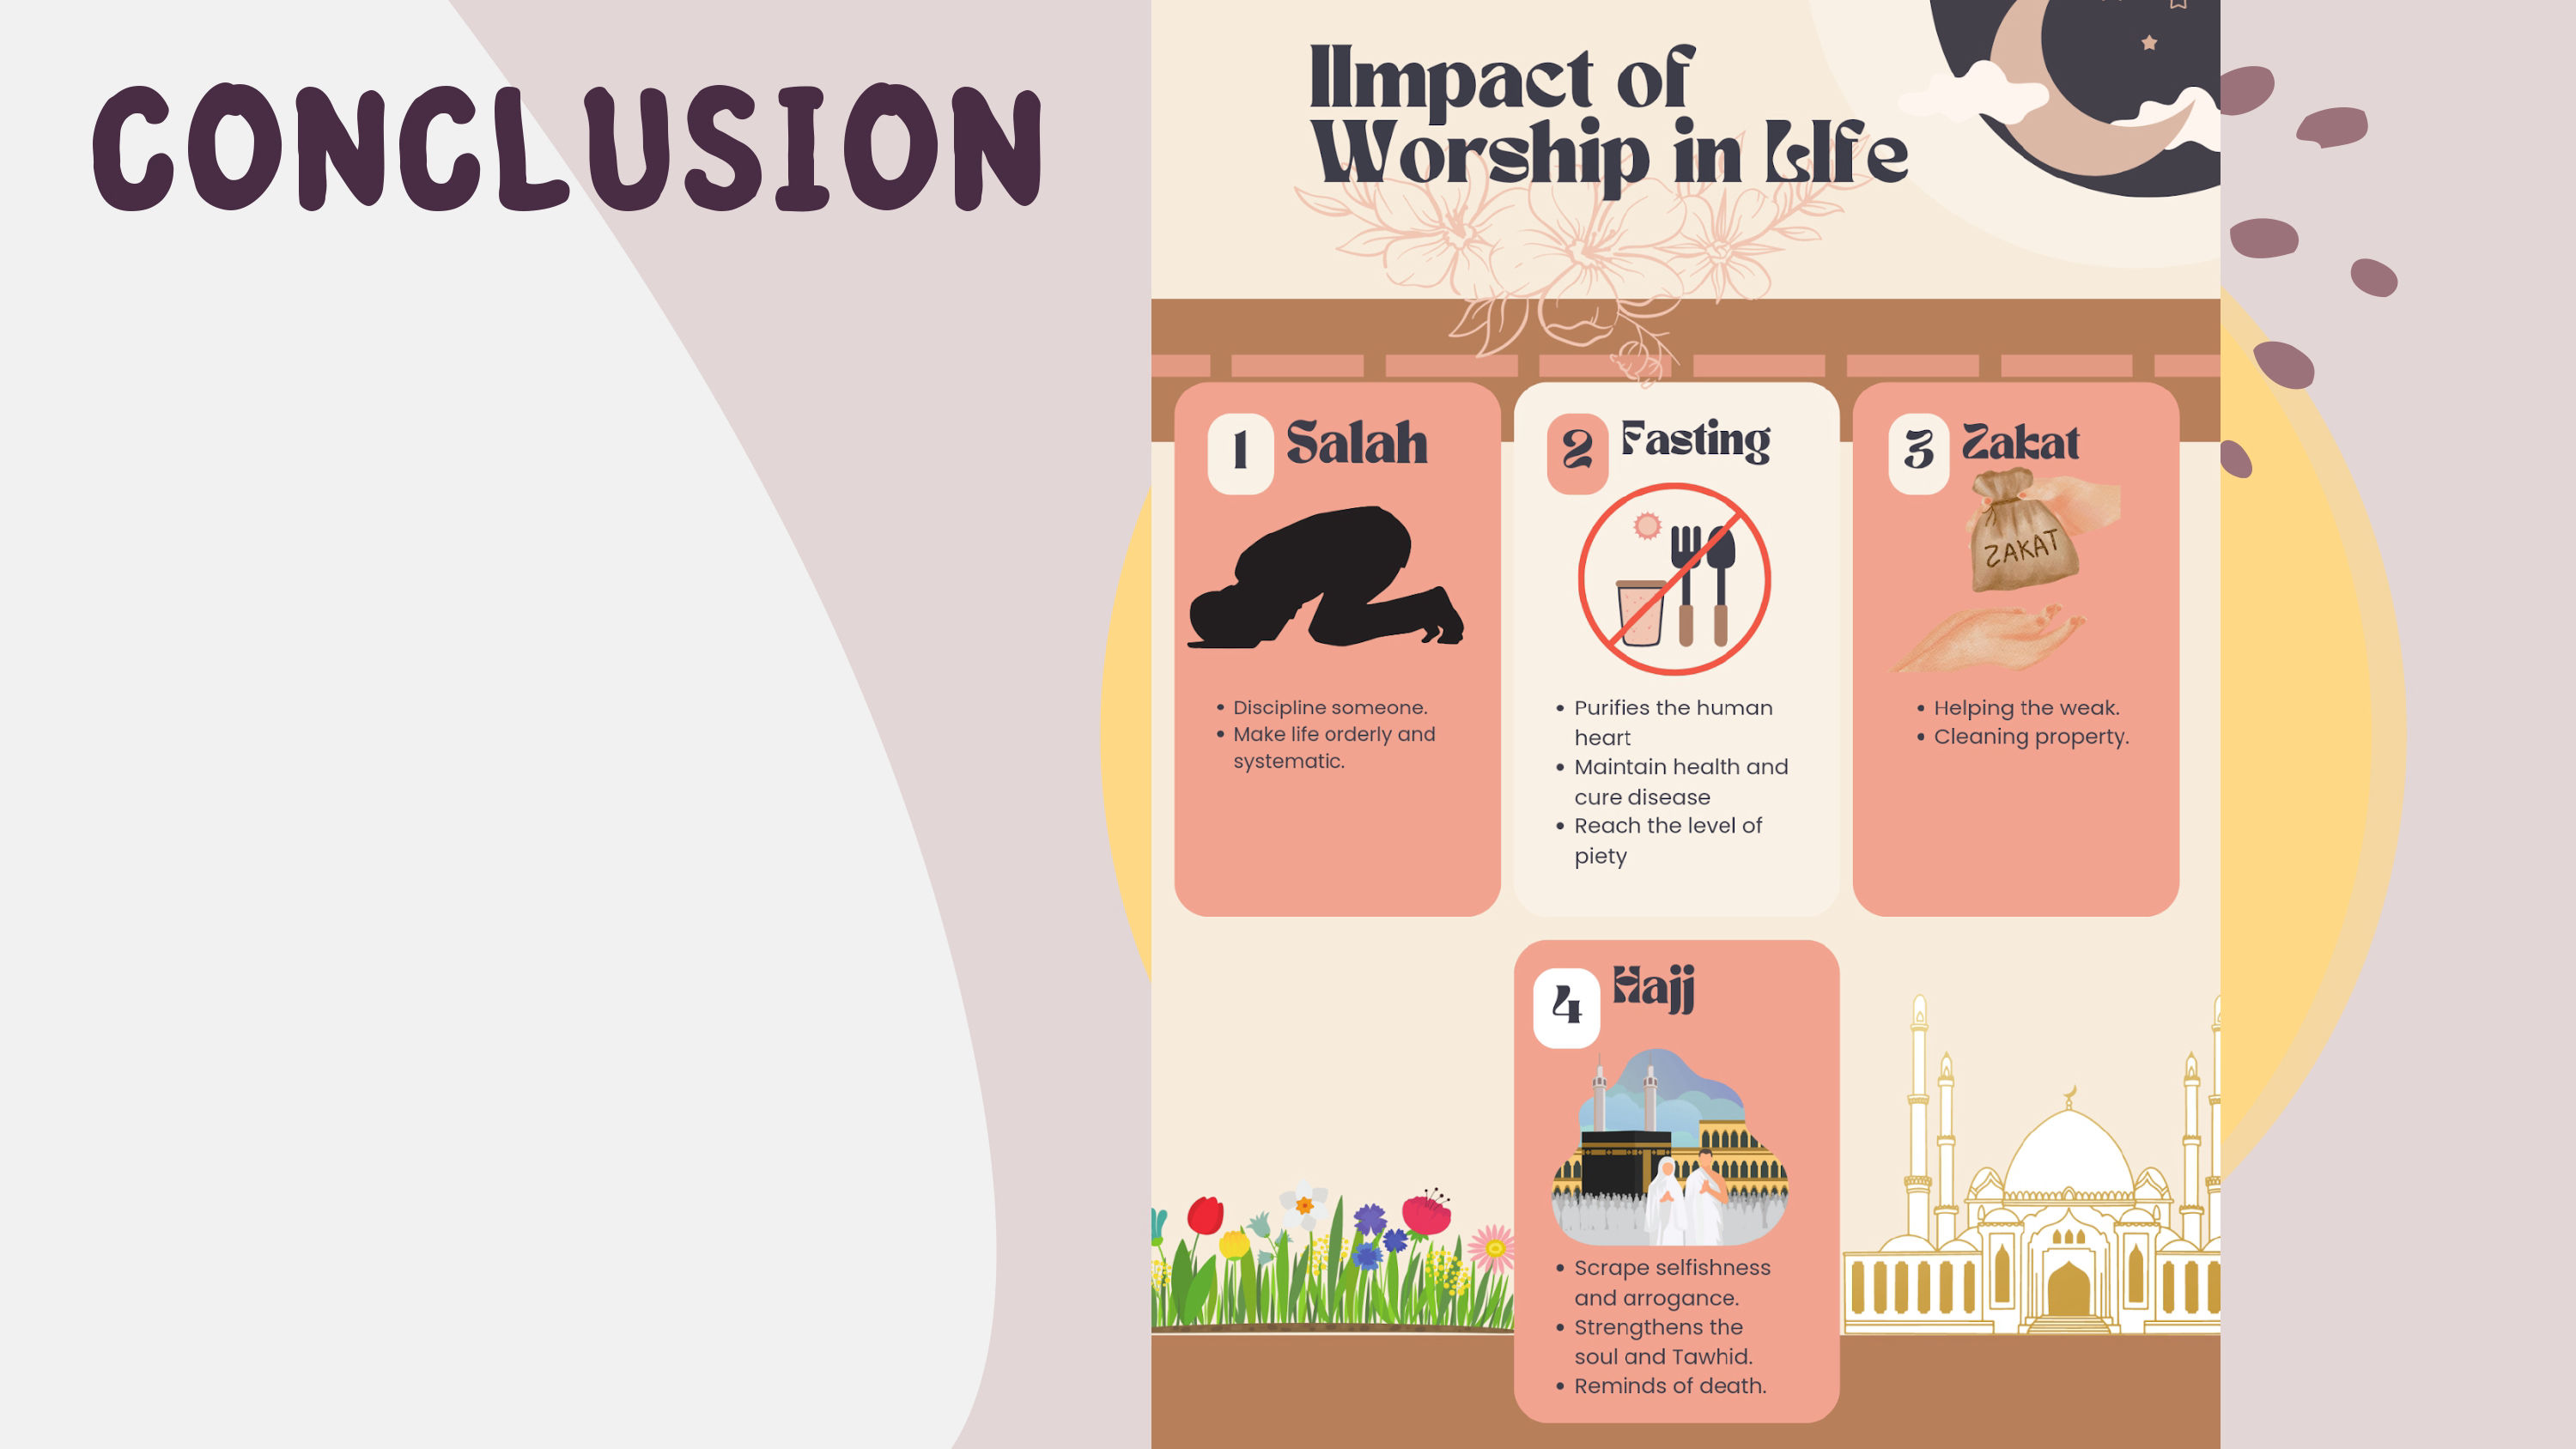 CONCLUSION
IImpact of
Worship in LIfe
1 Salah
• Discipline someone.
• Make life orderly and
systematic.
2 Fasting
• Purifies the human
heart
• Maintain health and
cure disease
• Reach the level of
piety
3 Zakat
ZAKAT
• Helping the weak.
• Cleaning property.
4 Hajj
• Scrape selfishness
and arrogance.
• Strengthens the
soul and Tawhid.
• Reminds of death.